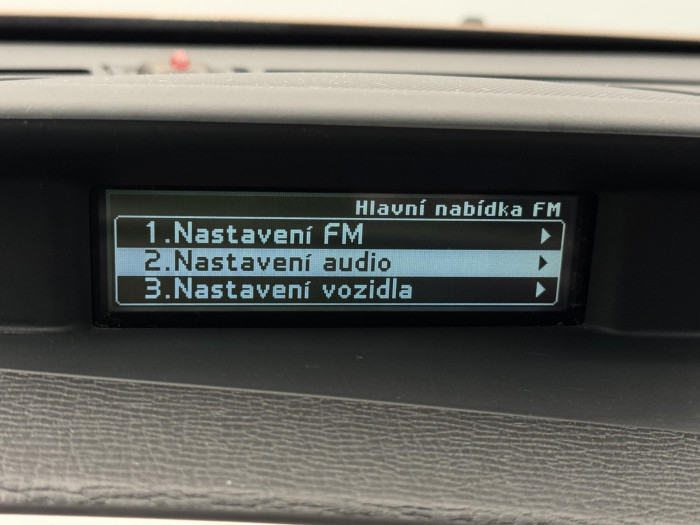 Hlavní nabídka FM
1.Nastavení FM
2.Nastavení audio
3.Nastavení vozidla